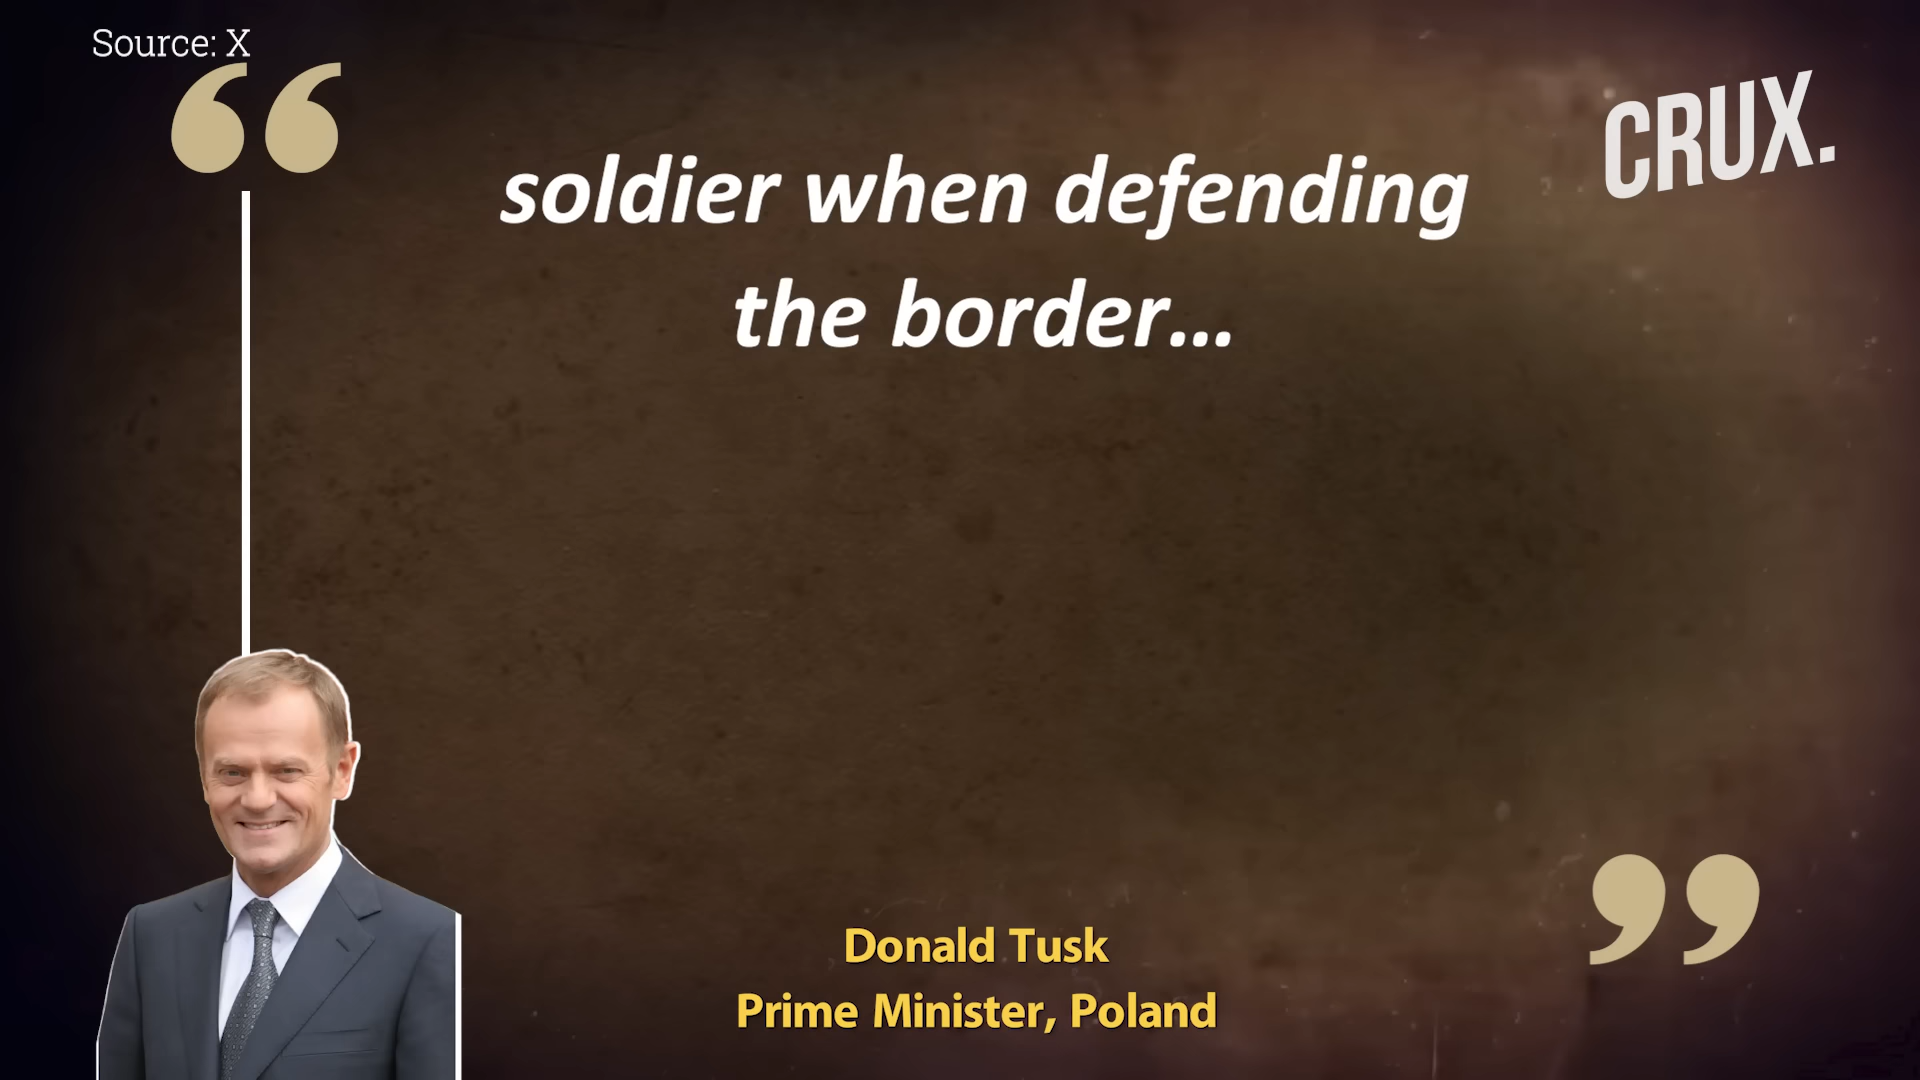 Source: X
“
CRUX.
soldier when defending
the border...
”
Donald Tusk
Prime Minister, Poland